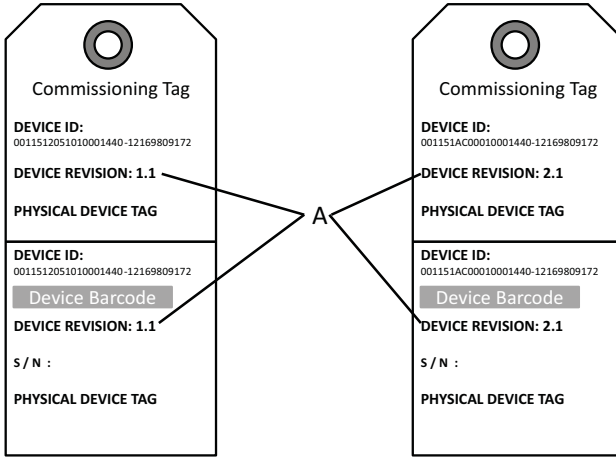 Commissioning Tag
DEVICE ID:
0011512051010001440-12169809172
DEVICE REVISION: 1.1
PHYSICAL DEVICE TAG
DEVICE ID:
0011512051010001440-12169809172
Device Barcode
DEVICE REVISION: 1.1
S / N :
PHYSICAL DEVICE TAG
A
Commissioning Tag
DEVICE ID:
001151AC00010001440-12169809172
DEVICE REVISION: 2.1
PHYSICAL DEVICE TAG
DEVICE ID:
001151AC00010001440-12169809172
Device Barcode
DEVICE REVISION: 2.1
S / N :
PHYSICAL DEVICE TAG